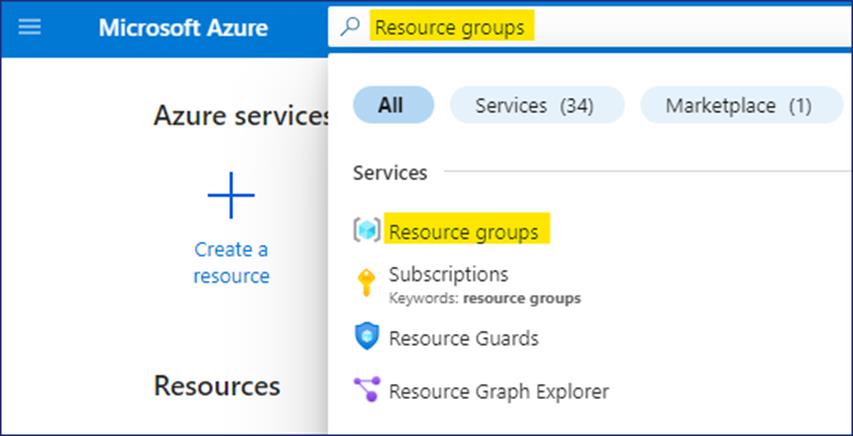 Microsoft Azure
Resource groups
All
Services (34)
Marketplace (1)
Azure services
Services
Create a
resource
Resource groups
Subscriptions
Keywords: resource groups
Resource Guards
Resources
Resource Graph Explorer